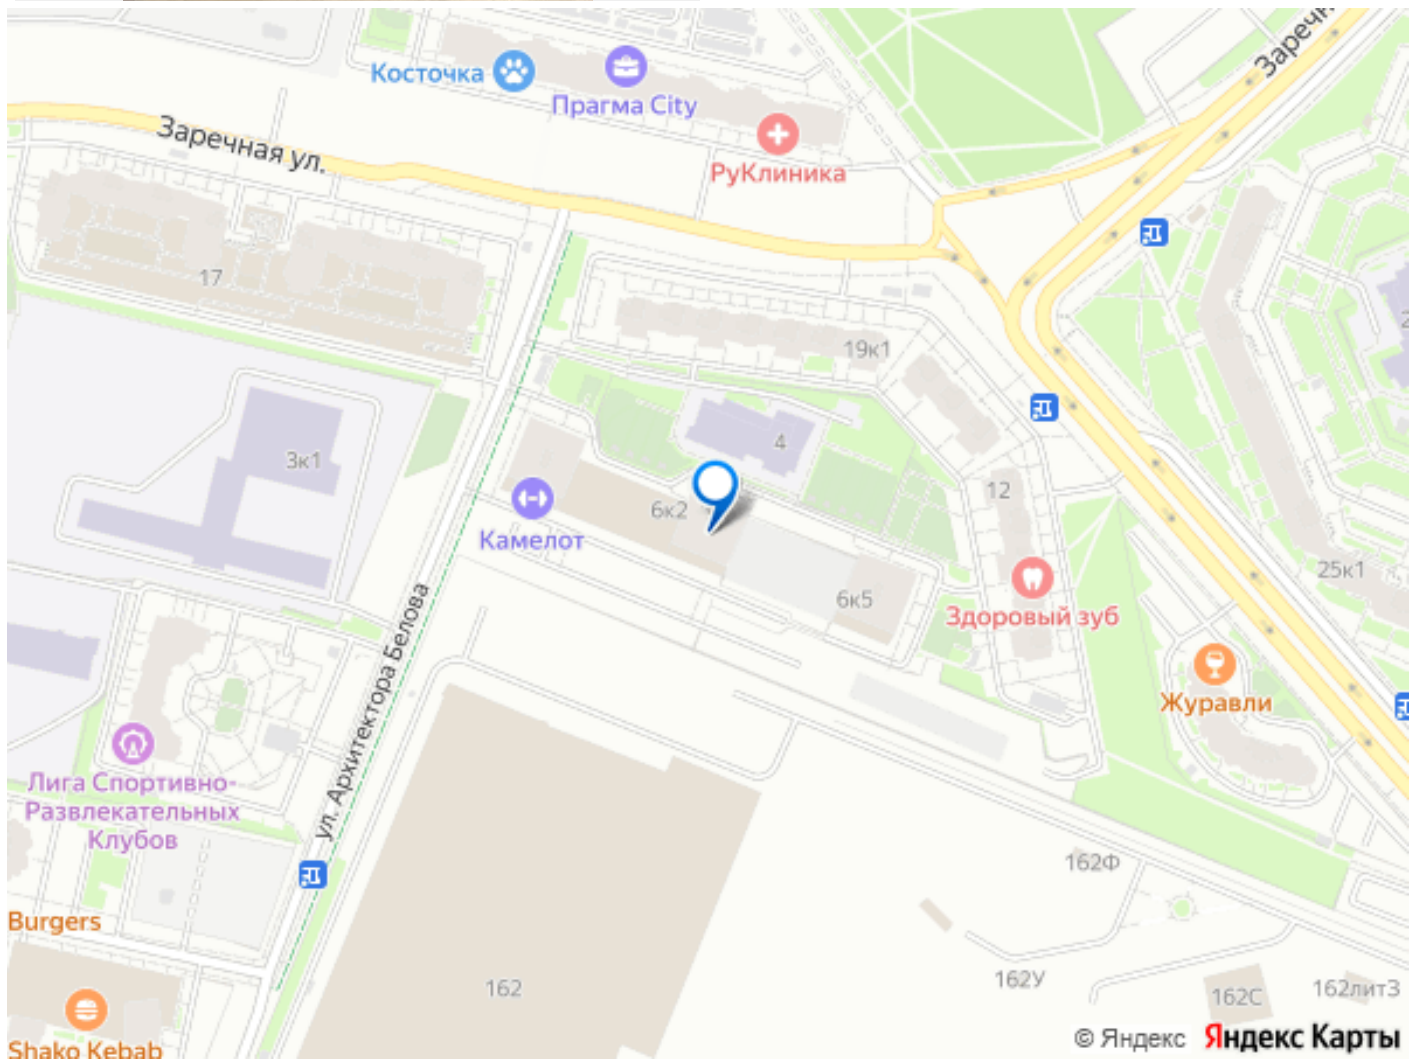 Заречн
Косточка
Прагма City
РуКлиника
Заречная ул.
17
19к1
4
3к1
6к2
12
Камелот
6к5
Здоровый зуб
25к1
ул. Архитектора Белова
Журавли
Лига Спортивно-
Развлекательных
Клубов
162Ф
Burgers
162
162У
162С
162лит3
Shako Kebab
© Яндекс Яндекс Карты